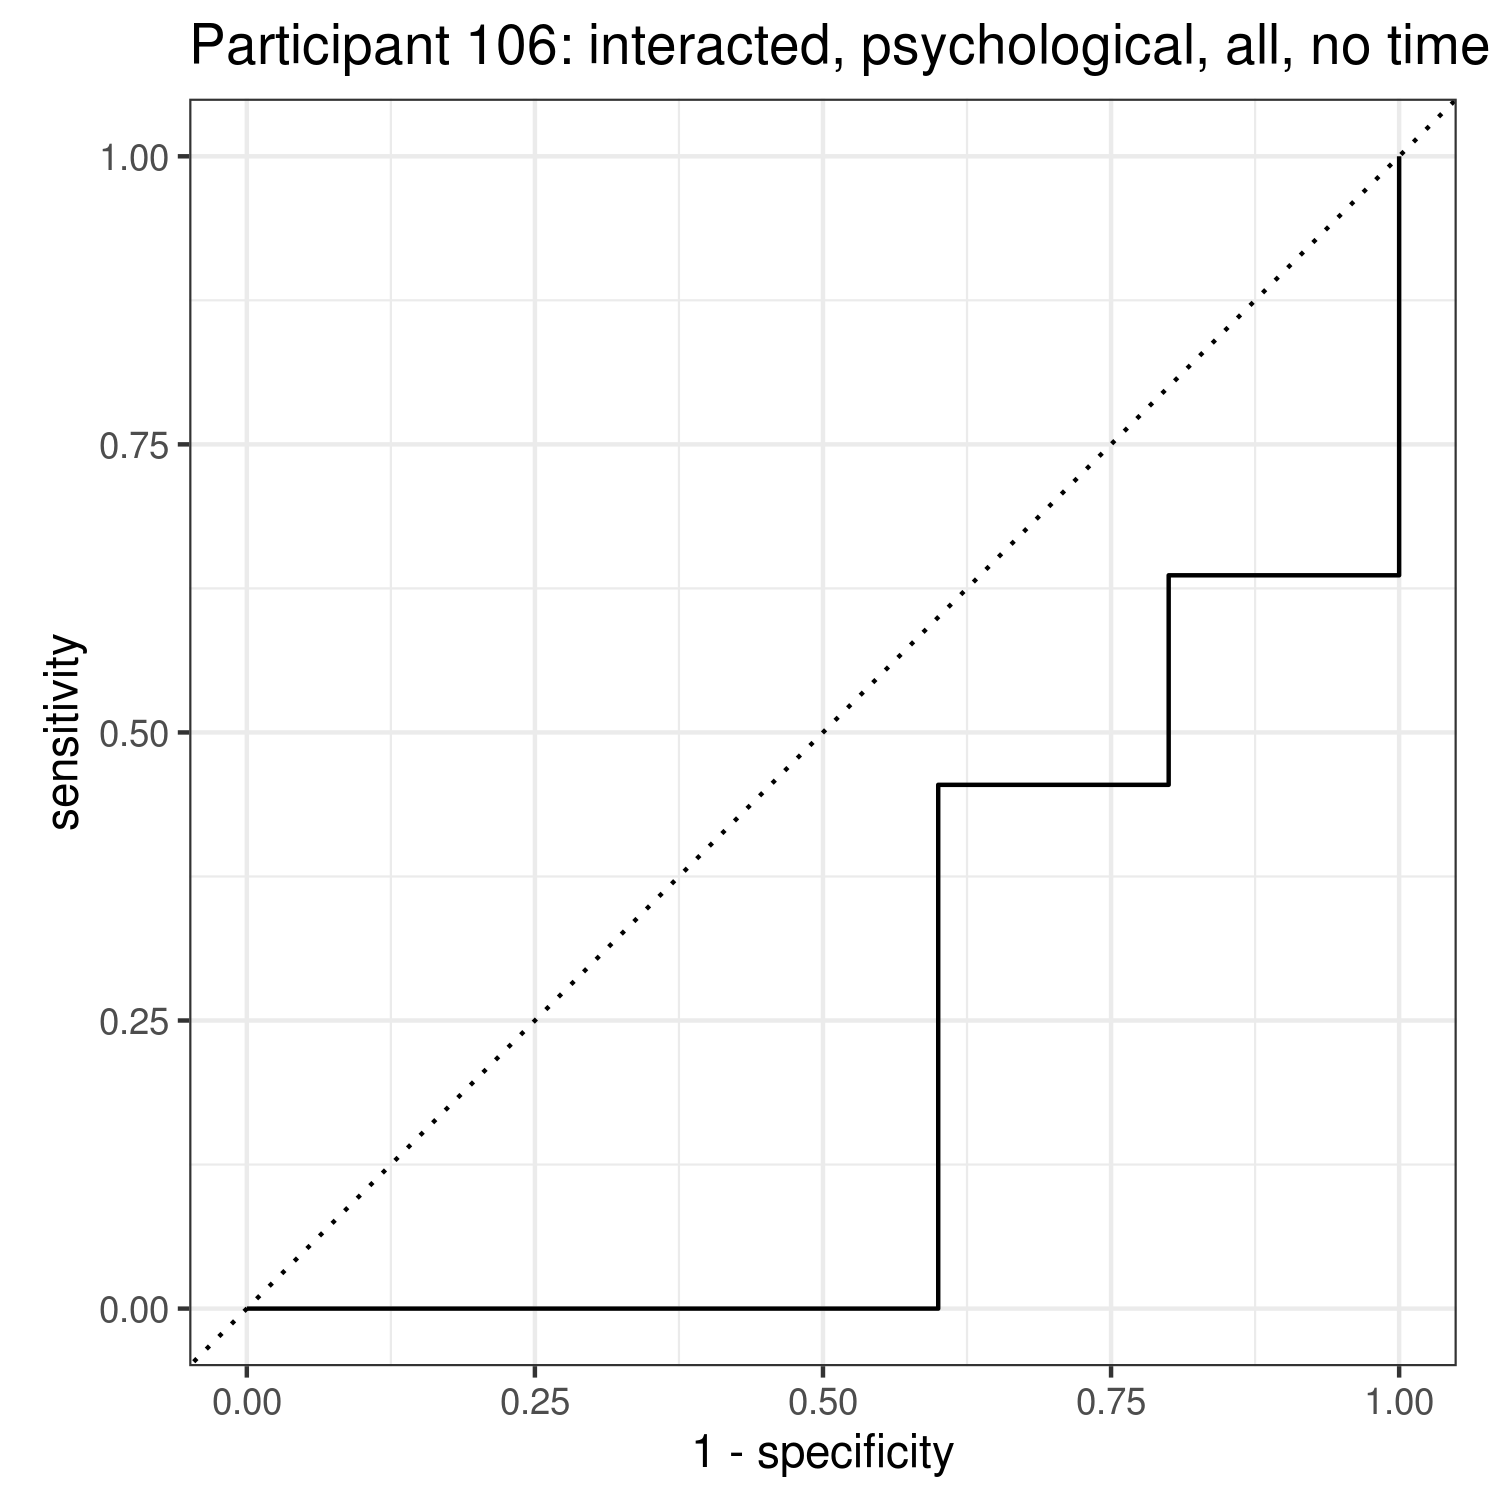 Participant 106: interacted, psychological, all, no time
1.00
0.75
0.50
0.25
0.00
sensitivity
0.00 0.25 0.50 0.75 1.00
1 - specificity